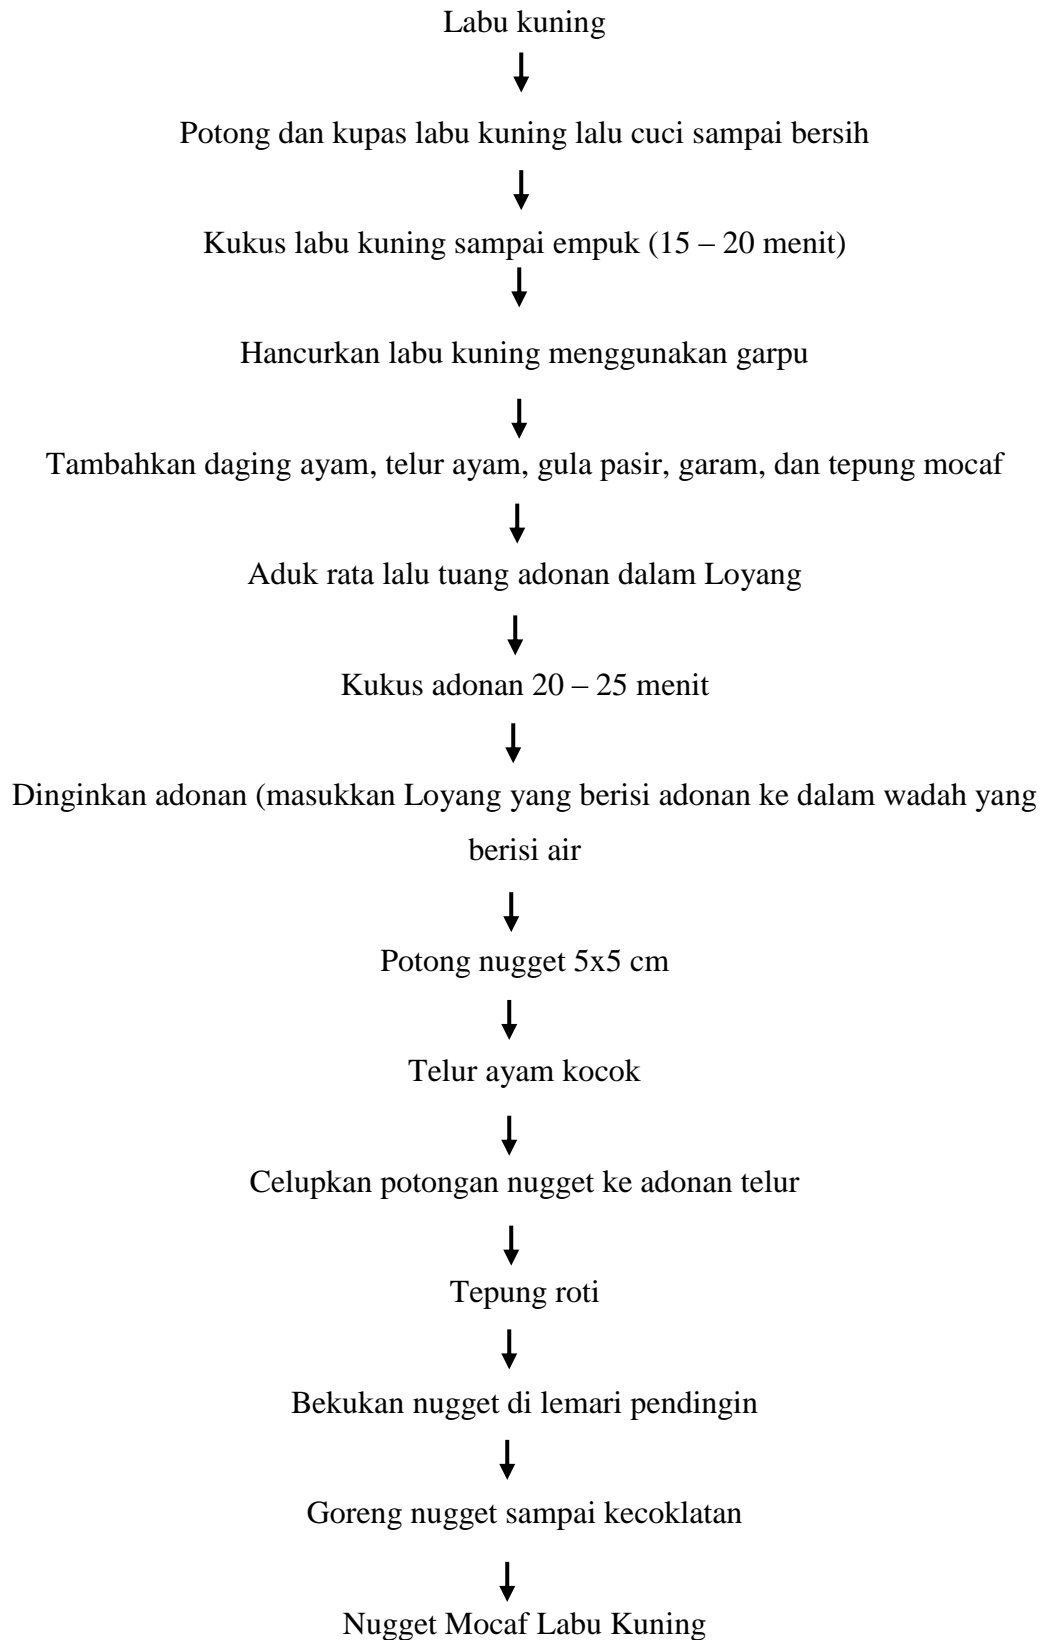 Labu kuning
Potong dan kupas labu kuning lalu cuci sampai bersih
Kukus labu kuning sampai empuk (15 – 20 menit)
Hancurkan labu kuning menggunakan garpu
Tambahkan daging ayam, telur ayam, gula pasir, garam, dan tepung mocaf
Aduk rata lalu tuang adonan dalam Loyang
Kukus adonan 20 – 25 menit
Dinginkan adonan (masukkan Loyang yang berisi adonan ke dalam wadah yang
berisi air
Potong nugget 5x5 cm
Telur ayam kocok
Celupkan potongan nugget ke adonan telur
Tepung roti
Bekukan nugget di lemari pendingin
Goreng nugget sampai kecoklatan
Nugget Mocaf Labu Kuning